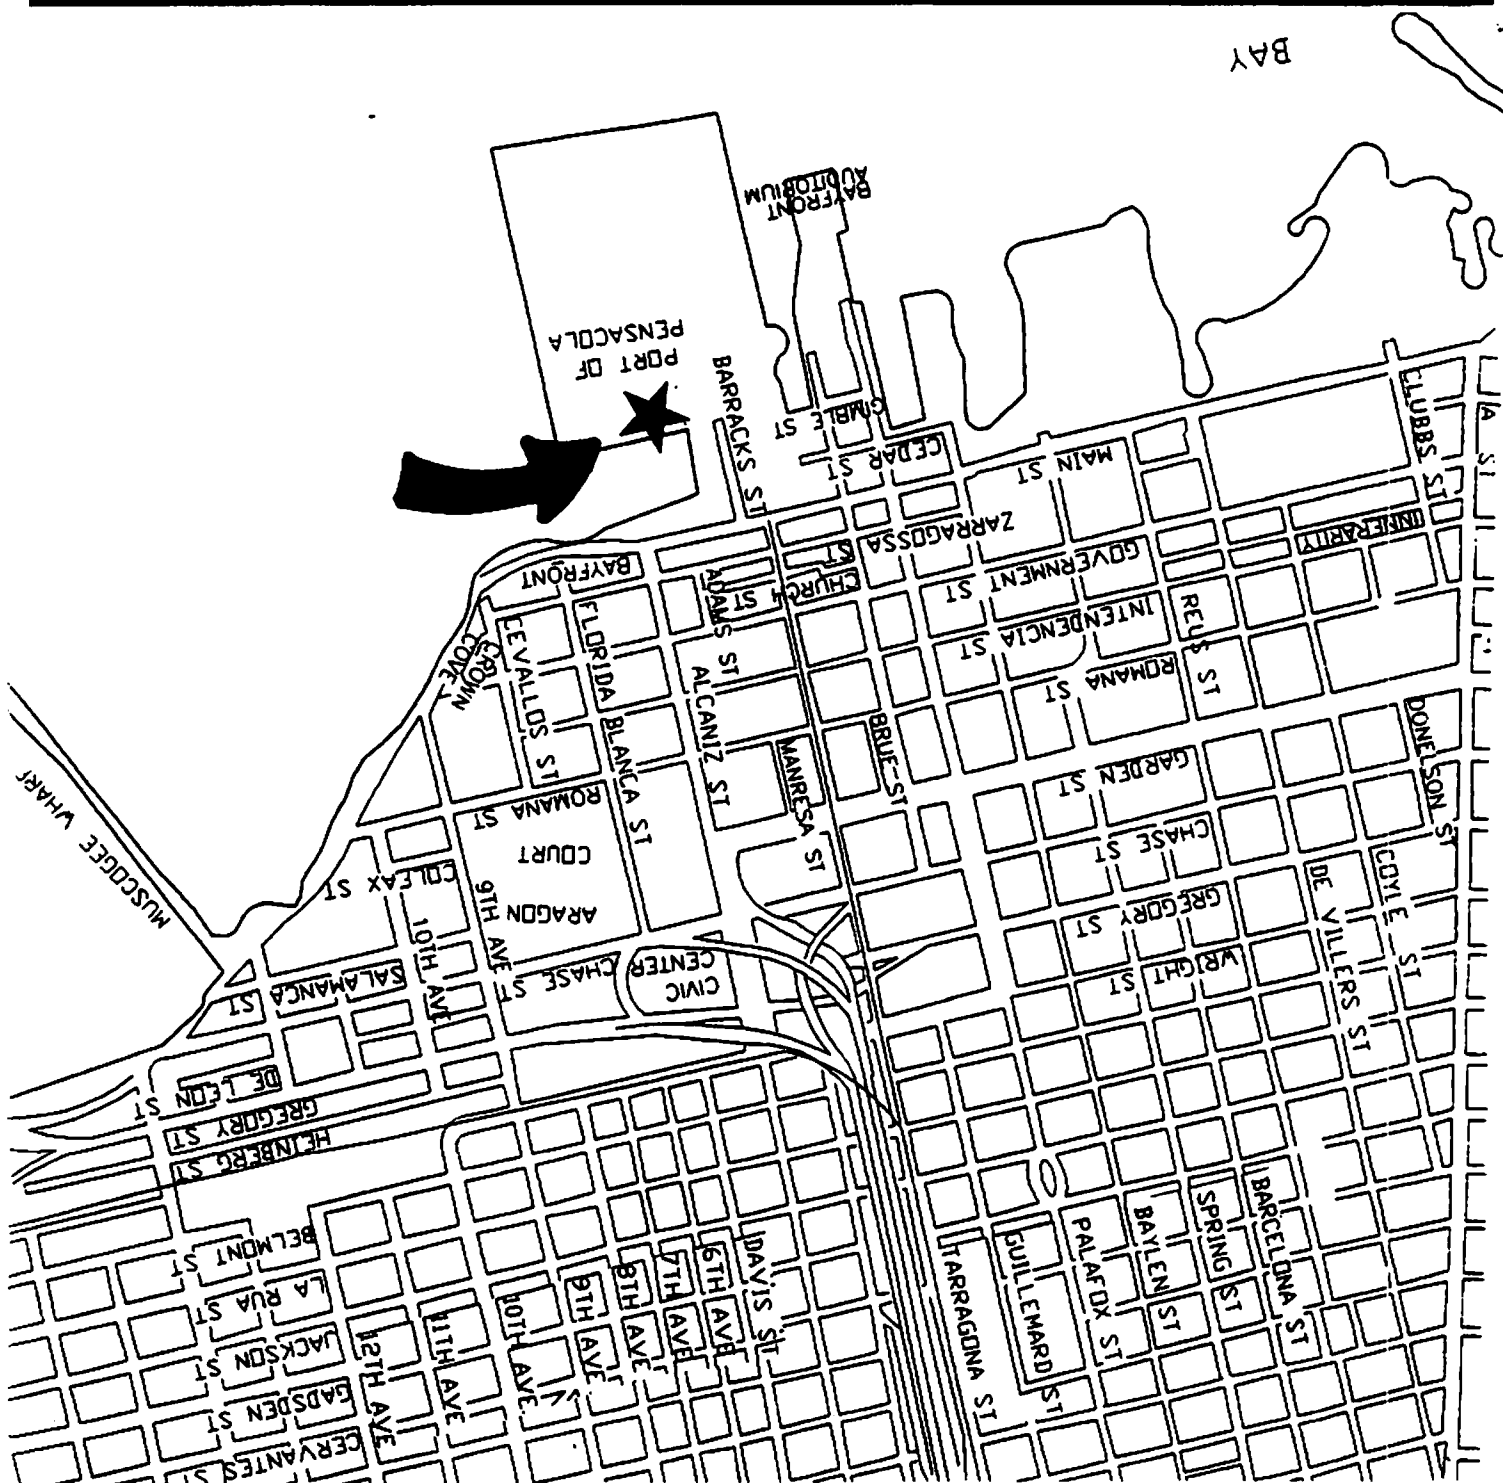 BAY
BAYFRONT
AUDITORIUM
PORT OF
PENSACOLA
BARRACKS ST
GIMBLE ST
CEDAR ST
MAIN ST
CLUBBS ST
A ST
ZARRAGOSSA ST
INNERARITY
GOVERNMENT ST
CHURCH ST
BAYFRONT
ADAMS ST
INTENDENCIA ST
REUS ST
FLORIDA BLANCA ST
CEVALLOS ST
CROWN
COVE
ROMANA ST
ALCANIZ ST
MANRESA ST
BRUE ST
DONELSON ST
GARDEN ST
MUSCOGEE WHARF
ROMANA ST
CHASE ST
COLFAX ST
ARAGON
COURT
9TH AVE
10TH AVE
GREGORY ST
DE VILLERS ST
COYLE ST
CIVIC
CENTER
CHASE ST
WRIGHT ST
SALAMANCA ST
DE LEON ST
GREGORY ST
HEINBERG ST
BELMONT ST
LA RUA ST
JACKSON ST
GADSDEN ST
CERVANTES ST
12TH AVE
11TH AVE
10TH AVE
9TH AVE
8TH AVE
7TH AVE
6TH AVE
DAVIS ST
TARRAGONA ST
GUILLEMARD ST
PALAFOX ST
BAYLEN ST
SPRING ST
BARCELONA ST